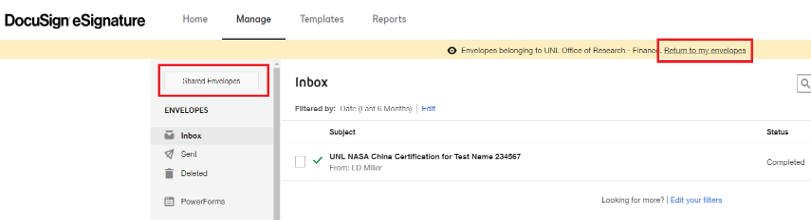 DocuSign eSignature
Home Manage Templates Reports
Envelopes belonging to UNL Office of Research - Finance. Return to my envelopes
Shared Envelopes
ENVELOPES
Inbox
Sent
Deleted
PowerForms
Inbox
Filtered by: Date (Last 6 Months) | Edit
Subject Status
UNL NASA China Certification for Test Name 234567
From: LD Miller
Completed
Looking for more? | Edit your filters